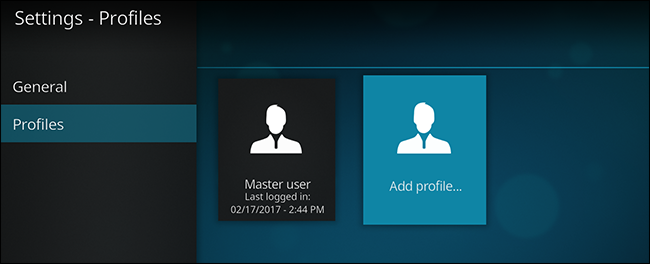 Settings - Profiles
General
Profiles
Master user
Last logged in:
02/17/2017 - 2:44 PM
Add profile...